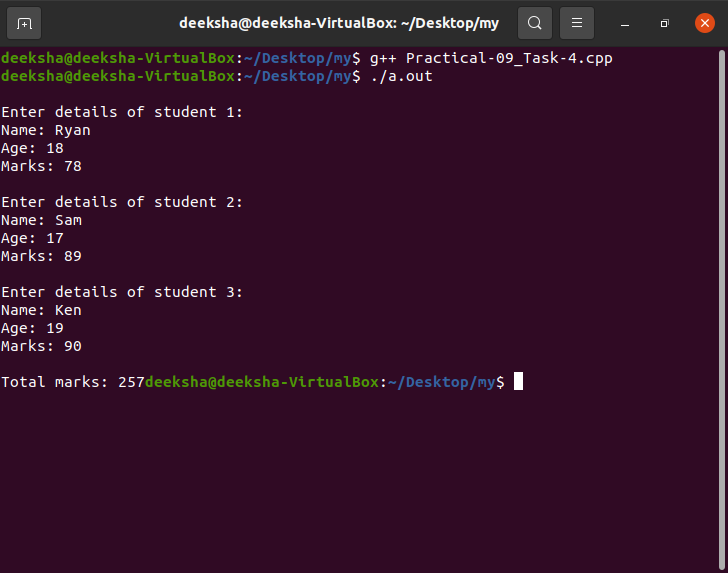 deeksha@deeksha-VirtualBox: ~/Desktop/my
deeksha@deeksha-VirtualBox:~/Desktop/my$ g++ Practical-09_Task-4.cpp
deeksha@deeksha-VirtualBox:~/Desktop/my$ ./a.out
Enter details of student 1:
Name: Ryan
Age: 18
Marks: 78
Enter details of student 2:
Name: Sam
Age: 17
Marks: 89
Enter details of student 3:
Name: Ken
Age: 19
Marks: 90
Total marks: 257deeksha@deeksha-VirtualBox:~/Desktop/my$